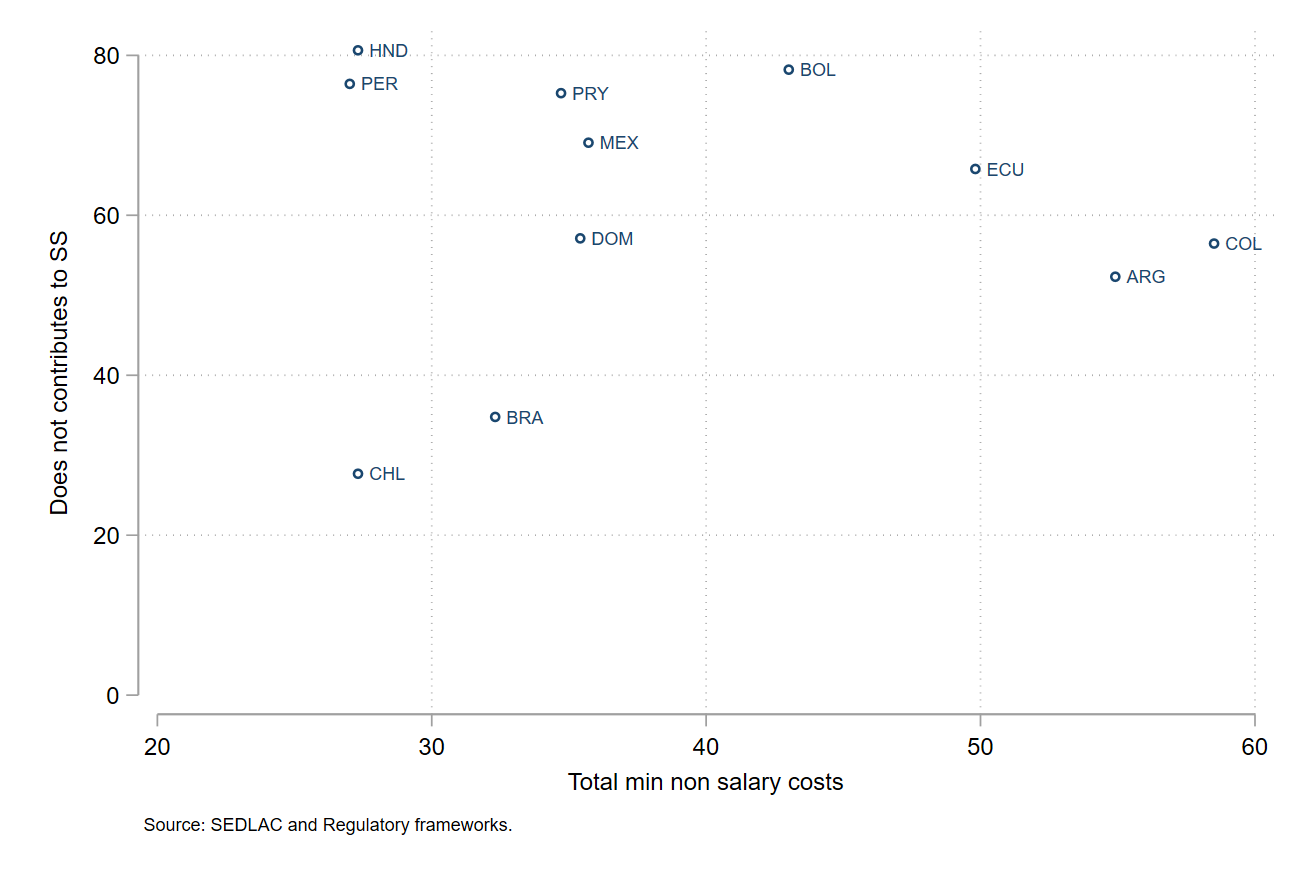 80
HND
BOL
PER
PRY
MEX
ECU
60
DOM
COL
ARG
Does not contributes to SS
40
BRA
CHL
20
0
20 30 40 50 60
Total min non salary costs
Source: SEDLAC and Regulatory frameworks.